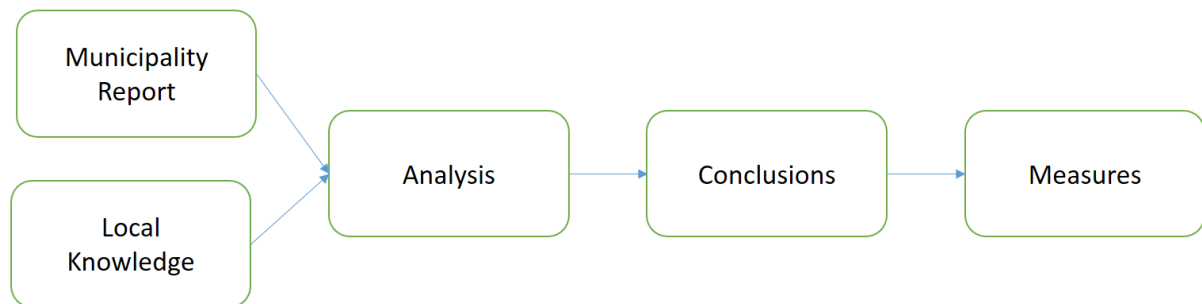 Municipality
Report
Local
Knowledge
Analysis
Conclusions
Measures